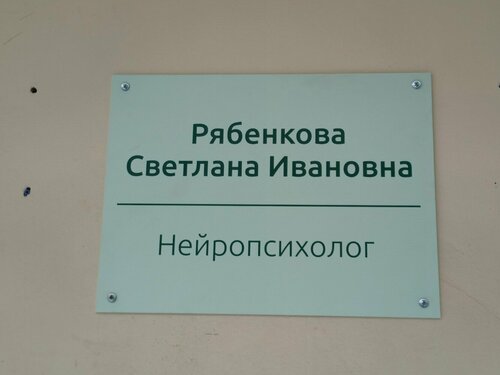 Рябенкова
Светлана Ивановна
Нейропсихолог